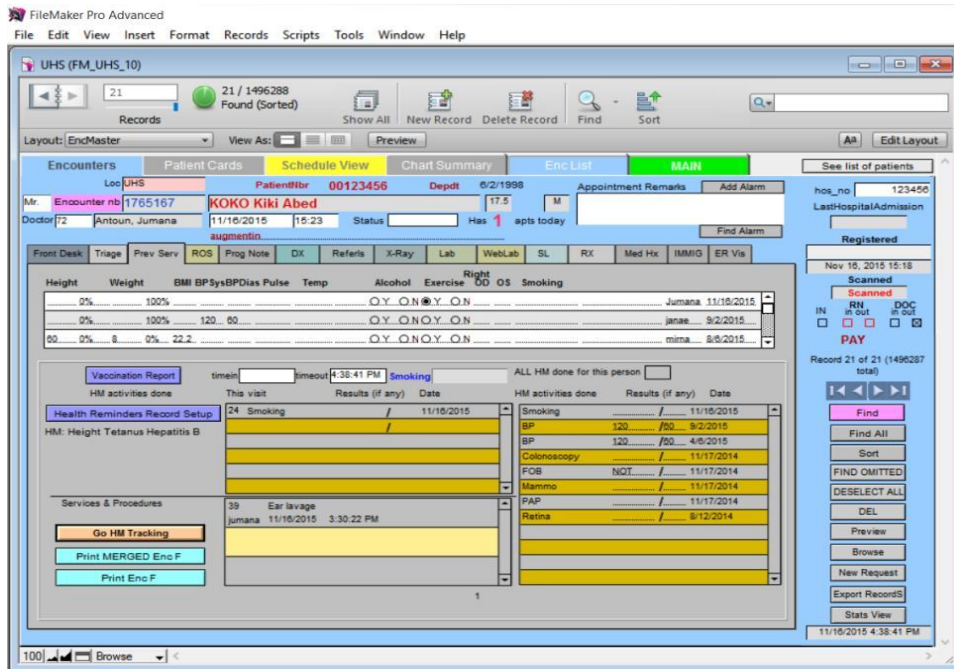 FileMaker Pro Advanced
File Edit View Insert Format Records Scripts Tools Window Help
UHS (FM_UHS_10)
21
21 / 1496288
Found (Sorted)
Records
Show All New Record Delete Record Find Sort
Layout: EncMaster View As: Preview Aa Edit Layout
Encounters Patient Cards Schedule View Chart Summary Enc List MAIN See list of patients
Loc UHS PatientNbr 00123456 Depdt 6/2/1998 Appointment Remarks Add Alarm
hos_no 123456
Mr. Encounter nb 1765167 KOKO Kiki Abed 17.5 M
LastHospitalAdmission
Doctor 72 Antoun, Jumana 11/16/2015 15:23 Status Has 1 apts today
Find Alarm
augmentin
Registered
Front Desk Triage Prev Serv ROS Prog Note DX Referls X-Ray Lab WebLab SL RX Med Hx IMMIG ER Vis
Nov 16, 2015 15:18
Height Weight BMI BPSysBPDias Pulse Temp Alcohol Exercise Right OD OS Smoking
Scanned
Scanned
0% 100% O Y O N Y O N Jumana 11/16/2015
0% 100% 120 60 O Y O N O Y O N janae 9/2/2015
60 0% 8 0% 22.2 O Y O N O Y O N mirna 8/6/2015
IN RN in out DOC in out
PAY
Record 21 of 21 (1496287 total)
Vaccination Report timein timeout 4:38:41 PM Smoking ALL HM done for this person
HM activities done This visit Results (if any) Date HM activities done Results (if any) Date
Health Reminders Record Setup
HM: Height Tetanus Hepatitis B
24 Smoking / 11/16/2015
/
Smoking / 11/16/2015
BP 120 /60 9/2/2015
BP 120 /60 4/6/2015
Colonoscopy / 11/17/2014
FOB NOT / 11/17/2014
Mammo / 11/17/2014
PAP / 11/17/2014
Retina / 8/12/2014
Services & Procedures
39 Ear lavage
jumana 11/16/2015 3:30:22 PM
Go HM Tracking
Print MERGED Enc F
Print Enc F
1
Find
Find All
Sort
FIND OMITTED
DESELECT ALL
DEL
Preview
Browse
New Request
Export RecordS
Stats View
11/16/2015 4:38:41 PM
100 Browse